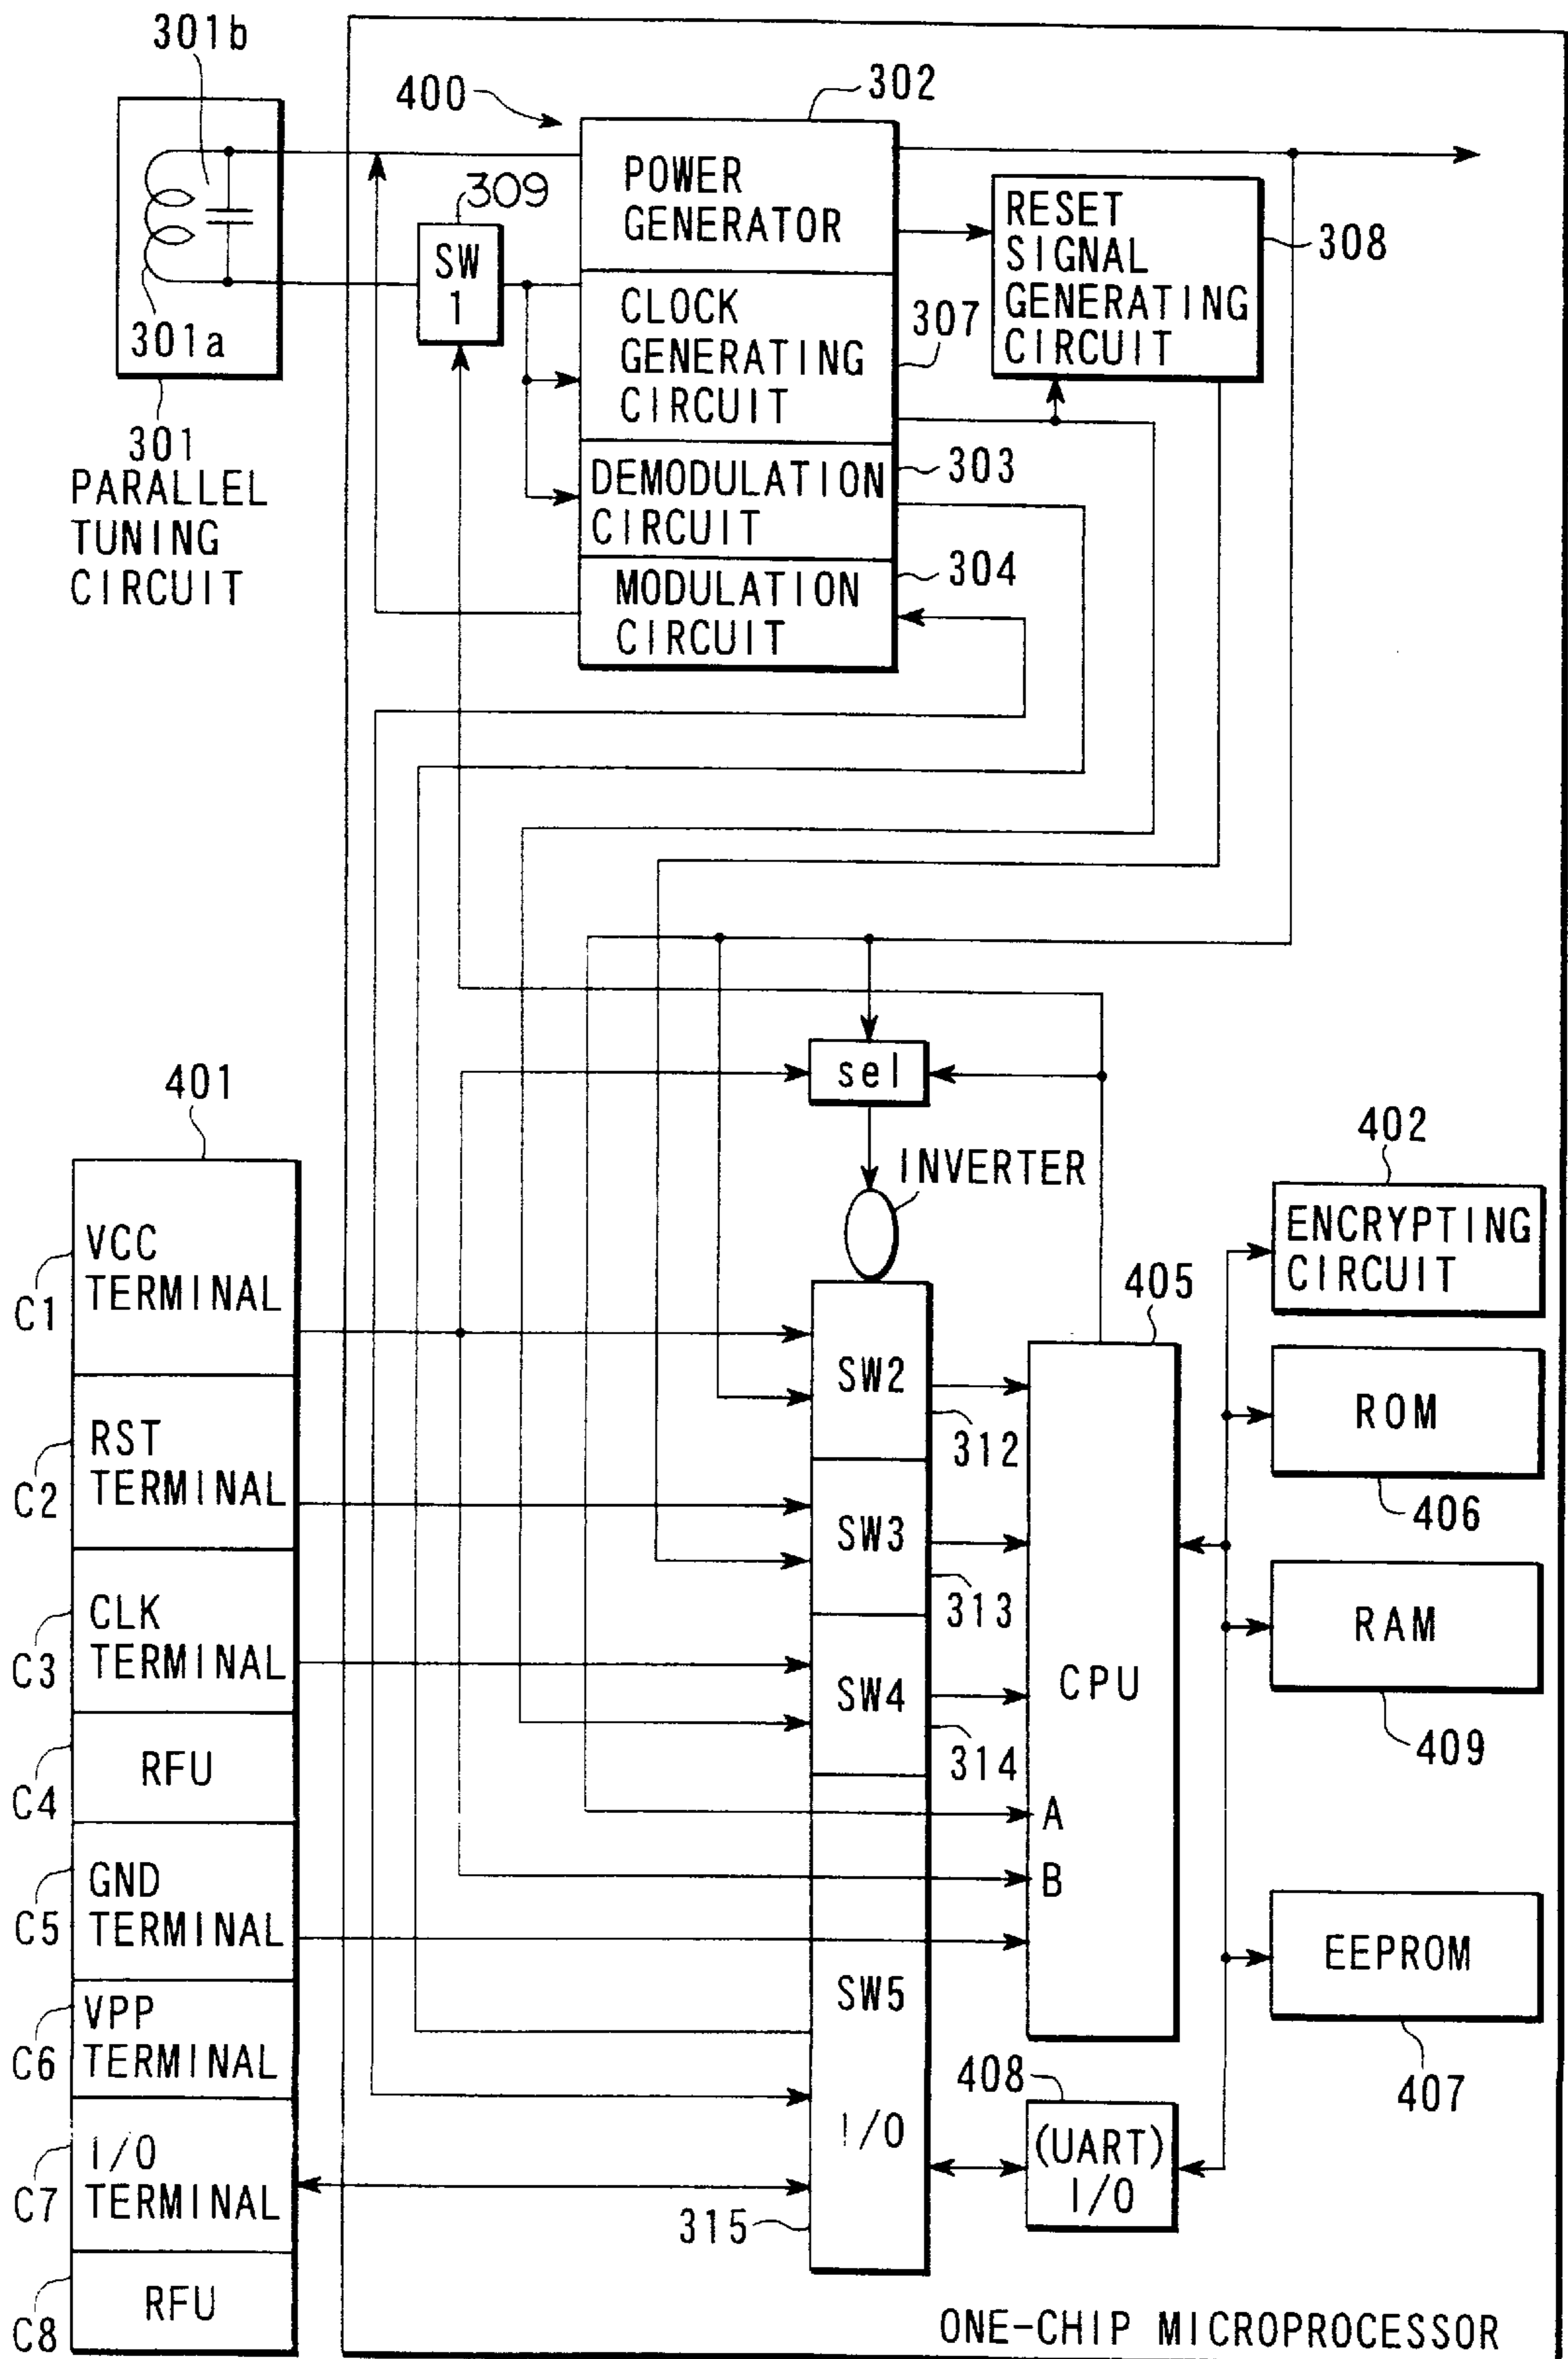 301b
400
302
POWER
GENERATOR
309
SW
1
RESET
SIGNAL
GENERATING
CIRCUIT
308
CLOCK
GENERATING
CIRCUIT
307
301a
301
PARALLEL
TUNING
CIRCUIT
DEMODULATION
CIRCUIT
303
MODULATION
CIRCUIT
304
sel
INVERTER
401
402
ENCRYPTING
CIRCUIT
405
C1
VCC
TERMINAL
SW2
312
ROM
406
C2
RST
TERMINAL
SW3
313
C3
CLK
TERMINAL
SW4
314
CPU
RAM
409
C4
RFU
A
B
C5
GND
TERMINAL
SW5
EEPROM
407
C6
VPP
TERMINAL
408
I/O
(UART)
I/O
C7
I/O
TERMINAL
315
C8
RFU
ONE-CHIP MICROPROCESSOR